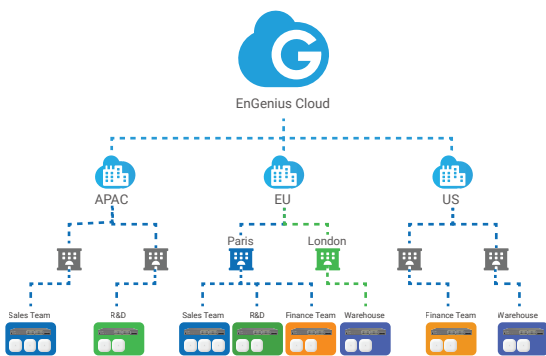 EnGenius Cloud
APAC
EU
US
Paris
London
Sales Team
R&D
Sales Team
R&D
Finance Team
Warehouse
Finance Team
Warehouse